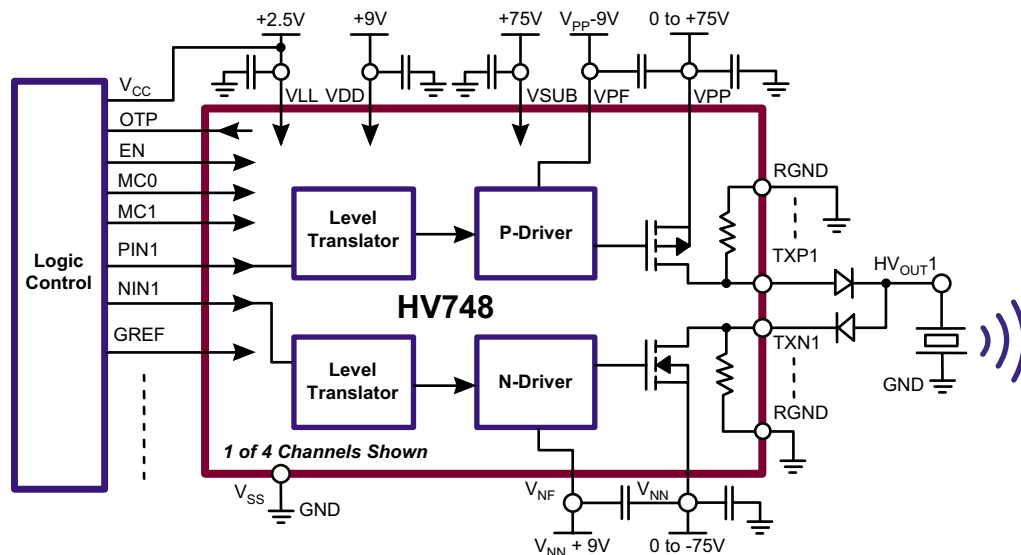 +2.5V
+9V
+75V
VPP-9V
0 to +75V
VCC
VLL
VDD
VSUB
VPF
VPP
OTP
EN
MC0
MC1
PIN1
NIN1
GREF
Logic
Control
Level
Translator
P-Driver
RGND
TXP1
HVOUT1
HV748
TXN1
Level
Translator
N-Driver
GND
RGND
1 of 4 Channels Shown
VSS
GND
VNF
VNN
VNN + 9V
0 to -75V